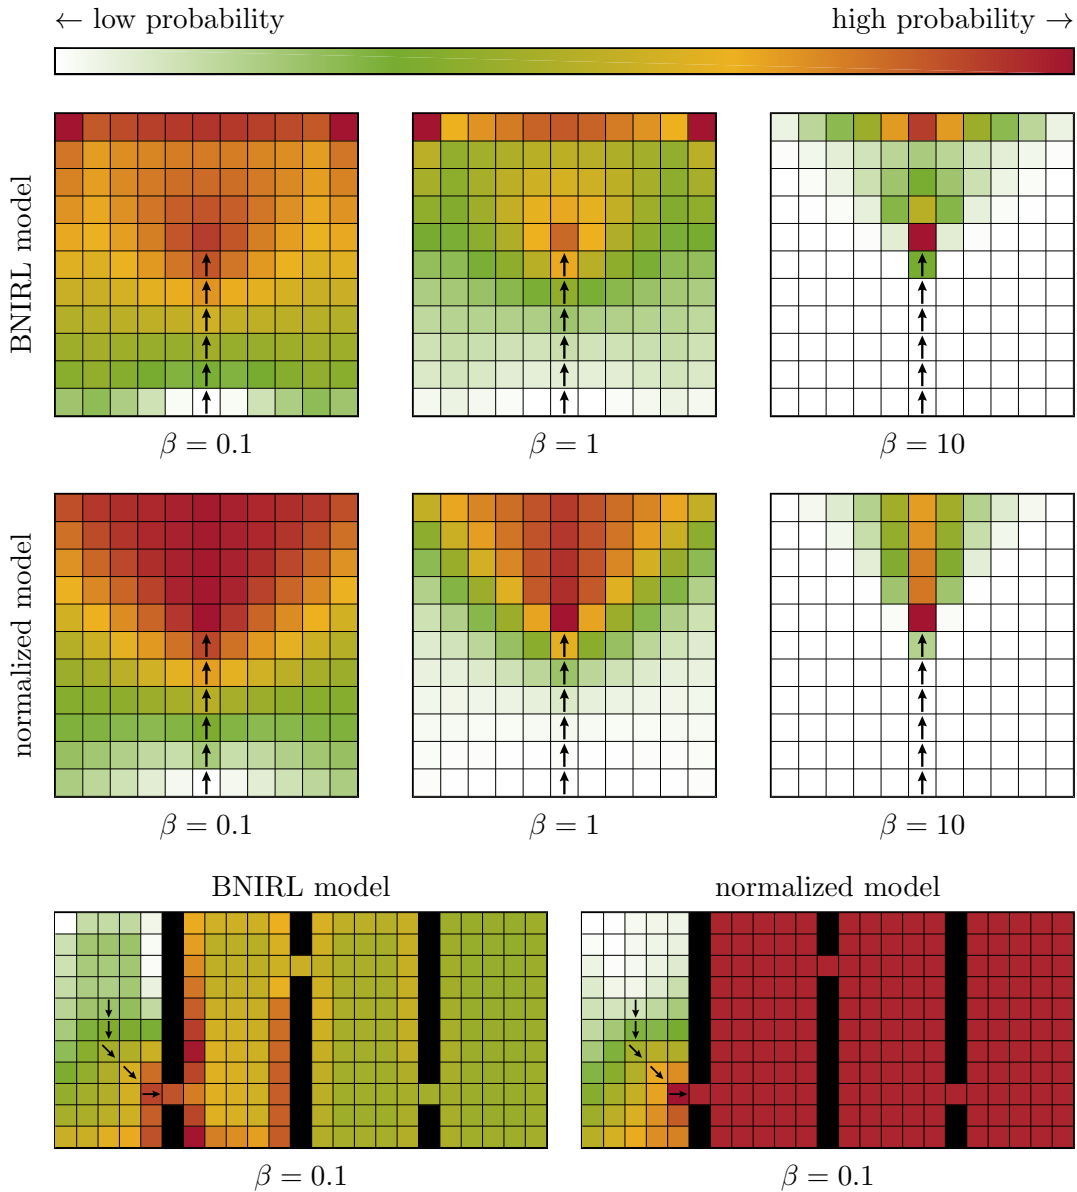 ← low probability
high probability →
BNIRL model
β = 0.1
β = 1
β = 10
normalized model
β = 0.1
β = 1
β = 10
BNIRL model
normalized model
β = 0.1
β = 0.1